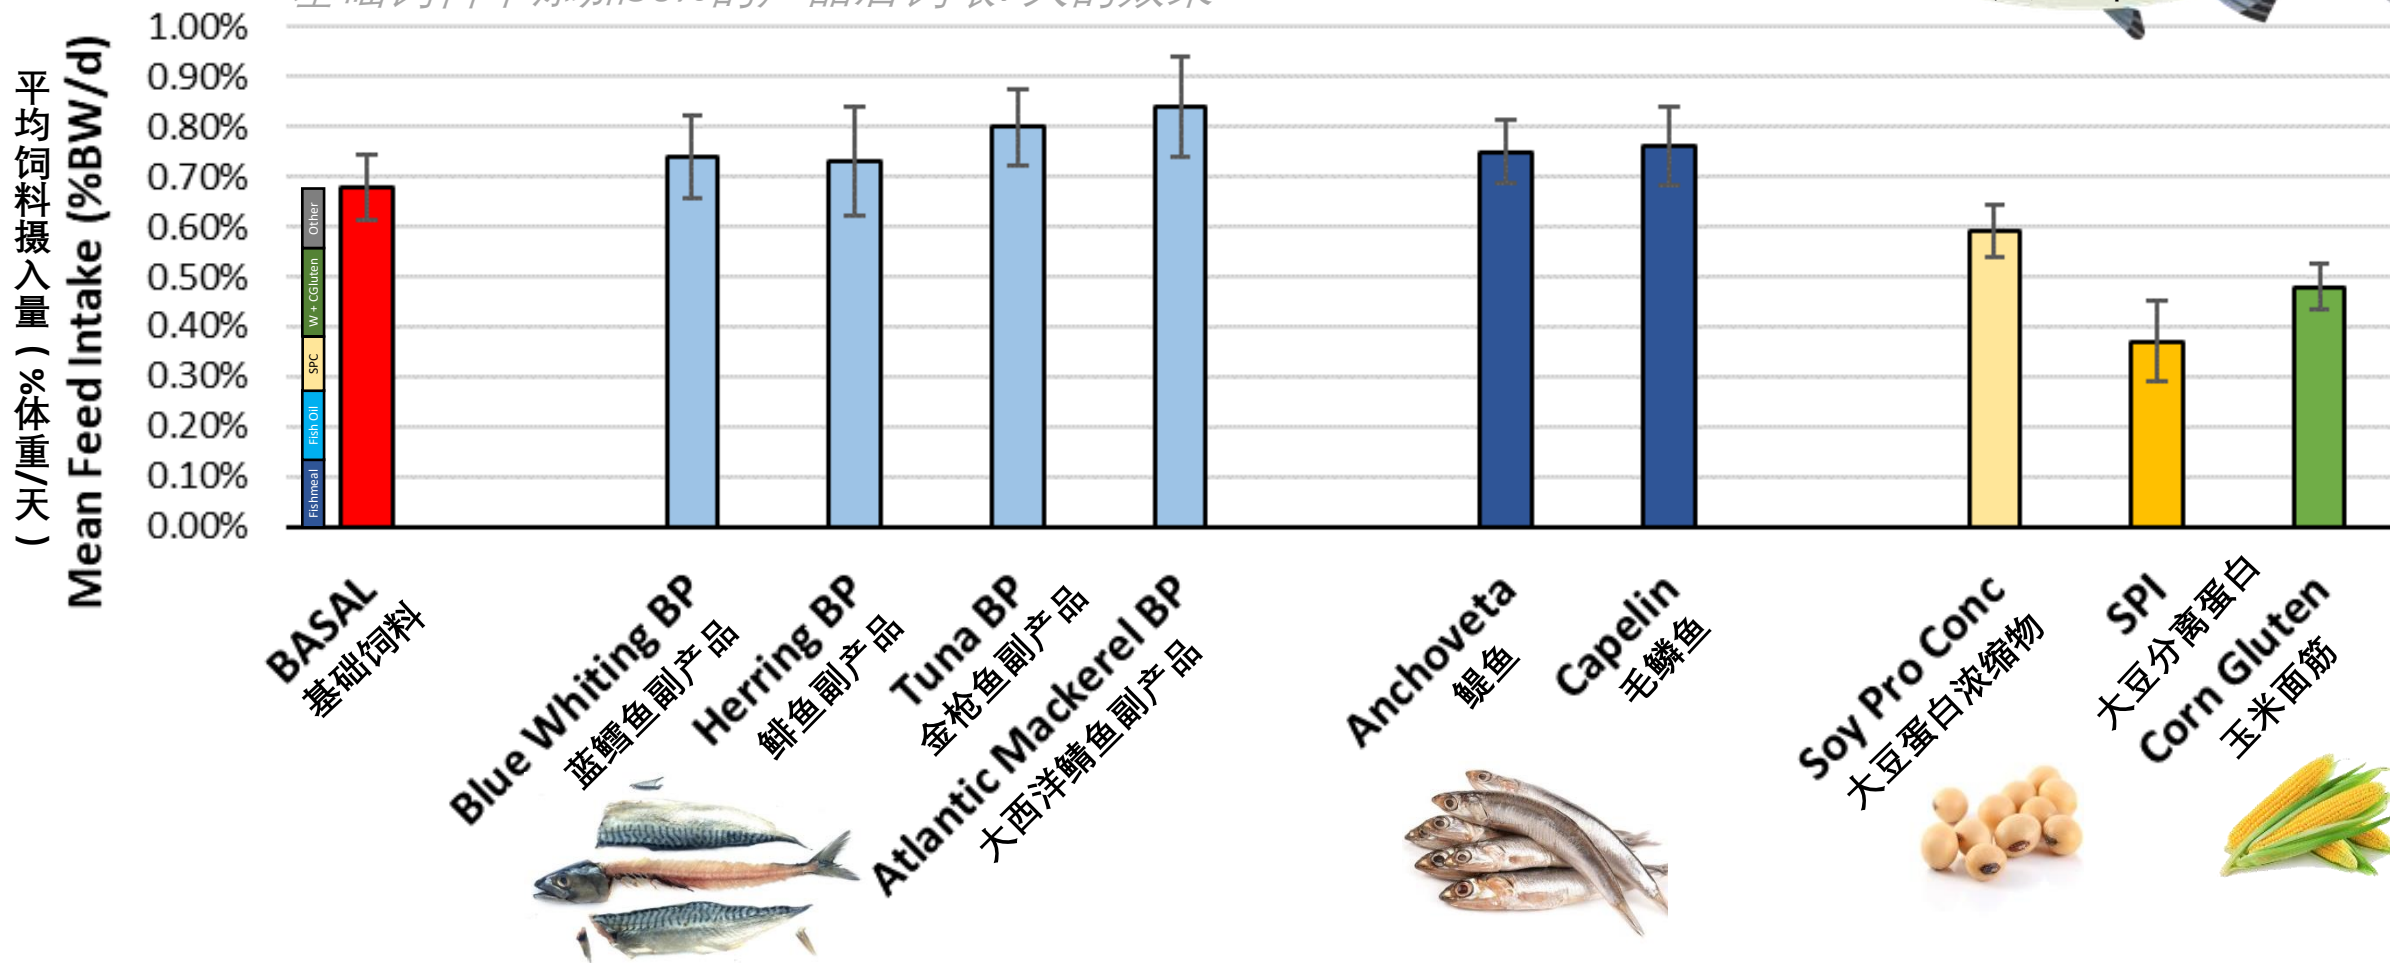 1.00%
0.90%
0.80%
0.70%
0.60%
0.50%
0.40%
0.30%
0.20%
0.10%
0.00%
平均饲料摄入量(%体重/天)
Mean Feed Intake (%BW/d)
Other
W + CGluten
SPC
Fish Oil
Fishmeal
BASAL
基础饲料
Blue Whiting BP
蓝鳕鱼副产品
Herring BP
鲱鱼副产品
Tuna BP
金枪鱼副产品
Atlantic Mackerel BP
大西洋鲭鱼副产品
Anchoveta
鳀鱼
Capelin
毛鳞鱼
Soy Pro Conc
大豆蛋白浓缩物
SPI
大豆分离蛋白
Corn Gluten
玉米面筋